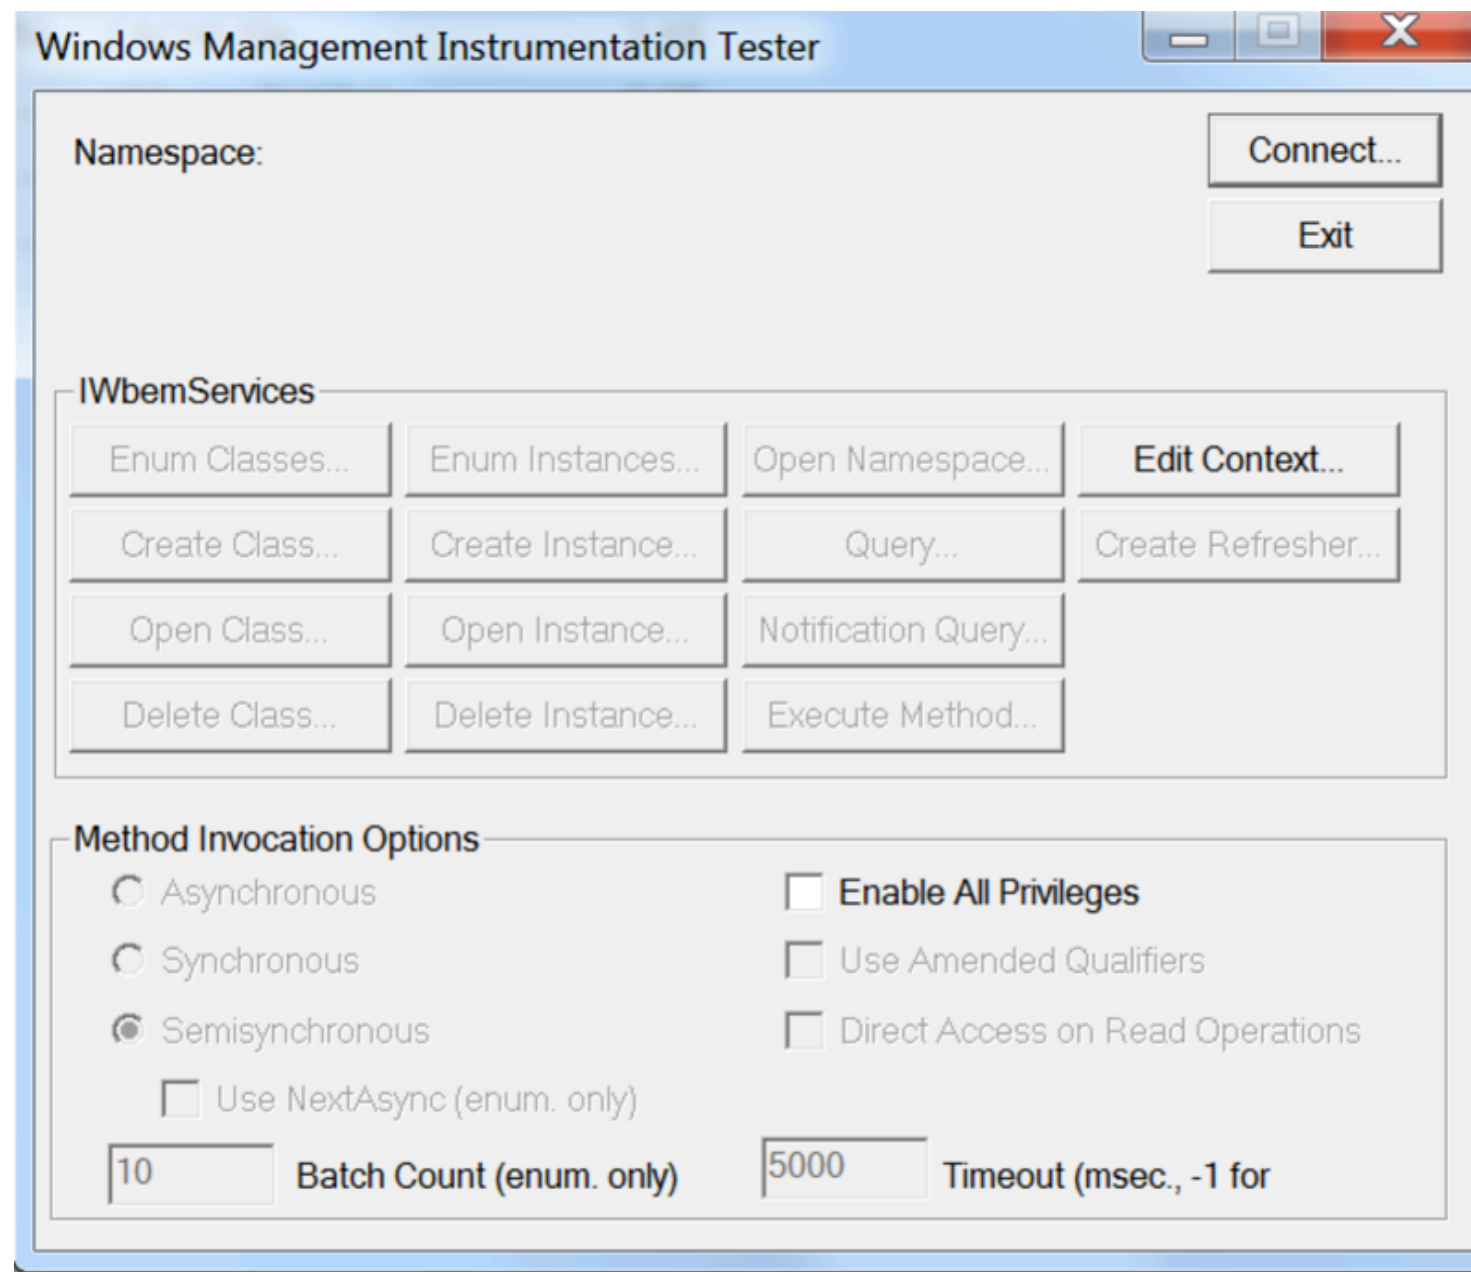 Windows Management Instrumentation Tester
Namespace:
Connect...
Exit
IWbemServices
Enum Classes... Enum Instances... Open Namespace... Edit Context...
Create Class... Create Instance... Query... Create Refresher...
Open Class... Open Instance... Notification Query...
Delete Class... Delete Instance... Execute Method...
Method Invocation Options
Asynchronous Enable All Privileges
Synchronous Use Amended Qualifiers
Semisynchronous Direct Access on Read Operations
Use NextAsync (enum. only)
10 Batch Count (enum. only) 5000 Timeout (msec., -1 for